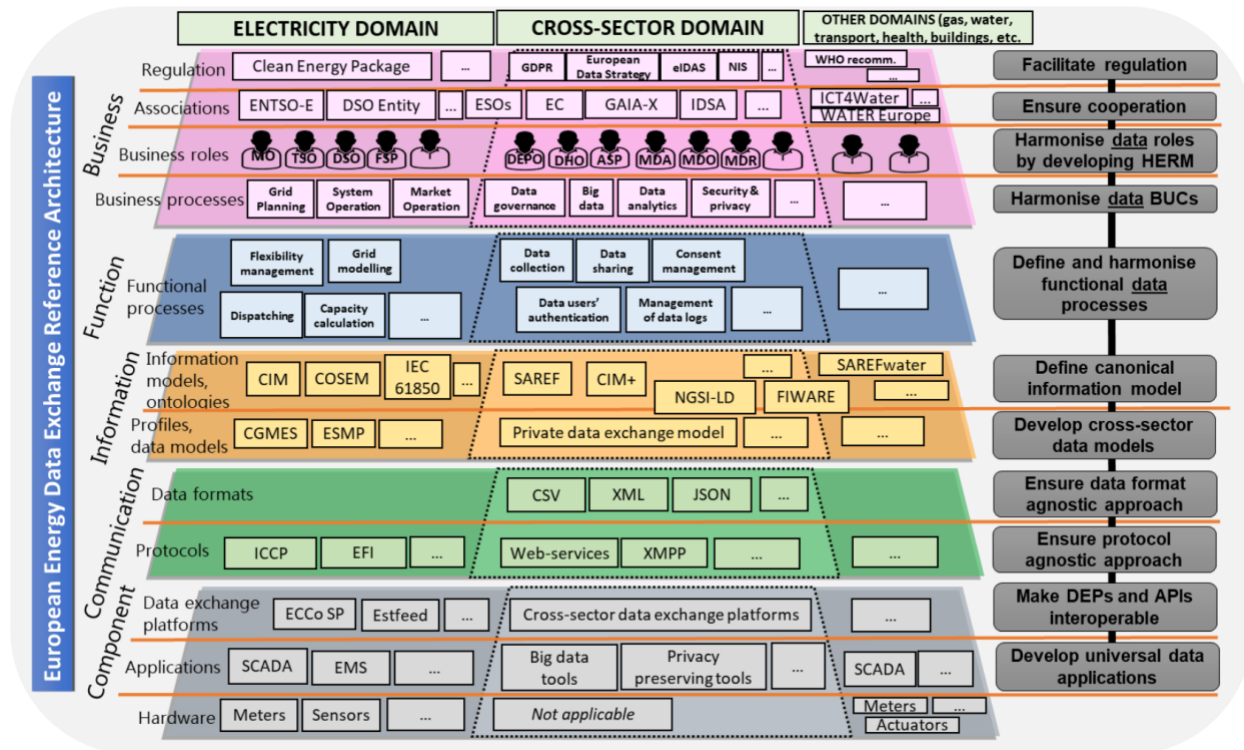 ELECTRICITY DOMAIN
CROSS-SECTOR DOMAIN
OTHER DOMAINS (gas, water,
transport, health, buildings, etc.
European Energy Data Exchange Reference Architecture
Business
Regulation
Clean Energy Package
...
GDPR
European
Data Strategy
eIDAS
NIS
...
WHO recomm.
...
Facilitate regulation
Associations
ENTSO-E
DSO Entity
...
ESOs
EC
GAIA-X
IDSA
...
ICT4Water
...
WATER Europe
Ensure cooperation
Business roles
MO
TSO
DSO
FSP
...
DEPO
DHO
ASP
MDA
MDO
MDR
Harmonise data roles
by developing HERM
Business processes
Grid
Planning
System
Operation
Market
Operation
Data
governance
Big
data
Data
analytics
Security &
privacy
...
...
Harmonise data BUCs
Function
Functional
processes
Flexibility
management
Grid
modelling
Dispatching
Capacity
calculation
...
Data
collection
Data
sharing
Consent
management
Data users'
authentication
Management
of data logs
...
...
Define and harmonise
functional data
processes
Information
Information
models,
ontologies
CIM
COSEM
IEC
61850
...
SAREF
CIM+
...
NGSI-LD
FIWARE
SAREFwater
...
Define canonical
information model
Profiles,
data models
CGMES
ESMP
...
Private data exchange model
...
...
Develop cross-sector
data models
Communication
Data formats
CSV
XML
JSON
...
Ensure data format
agnostic approach
Protocols
ICCP
EFI
...
Web-services
XMPP
...
...
Ensure protocol
agnostic approach
Component
Data exchange
platforms
ECCo SP
Estfeed
...
Cross-sector data exchange platforms
...
Make DEPs and APIs
interoperable
Applications
SCADA
EMS
...
Big data
tools
Privacy
preserving tools
...
SCADA
...
Develop universal data
applications
Hardware
Meters
Sensors
...
Not applicable
Meters
...
Actuators